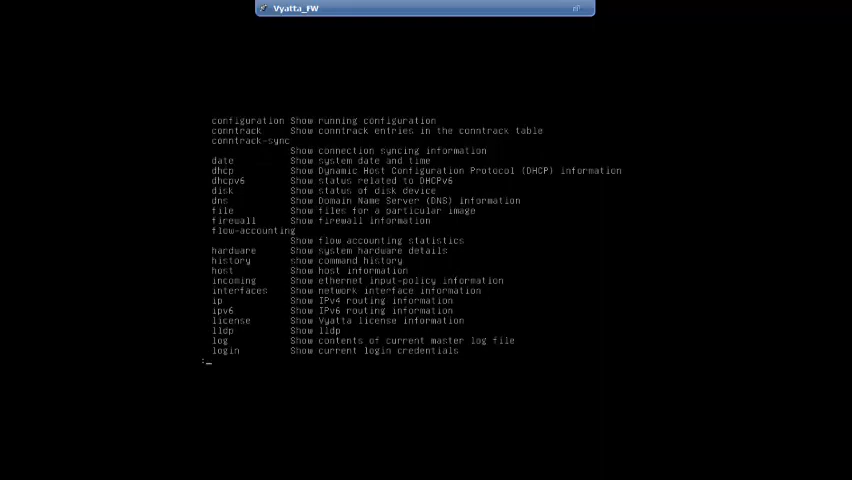 Vyatta_FW
configuration Show running configuration
conntrack Show conntrack entries in the conntrack table
conntrack-sync
Show connection syncing information
date Show system date and time
dhcp Show Dynamic Host Configuration Protocol (DHCP) information
dhcpv6 Show status related to DHCPv6
disk Show status of disk device
dns Show Domain Name Server (DNS) information
file Show files for a particular image
firewall Show firewall information
flow-accounting
Show flow accounting statistics
hardware Show system hardware details
history show command history
host Show host information
incoming Show ethernet input-policy information
interfaces Show network interface information
ip Show IPv4 routing information
ipv6 Show IPv6 routing information
license Show Vyatta license information
lldp Show lldp
log Show contents of current master log file
login Show current login credentials
:_